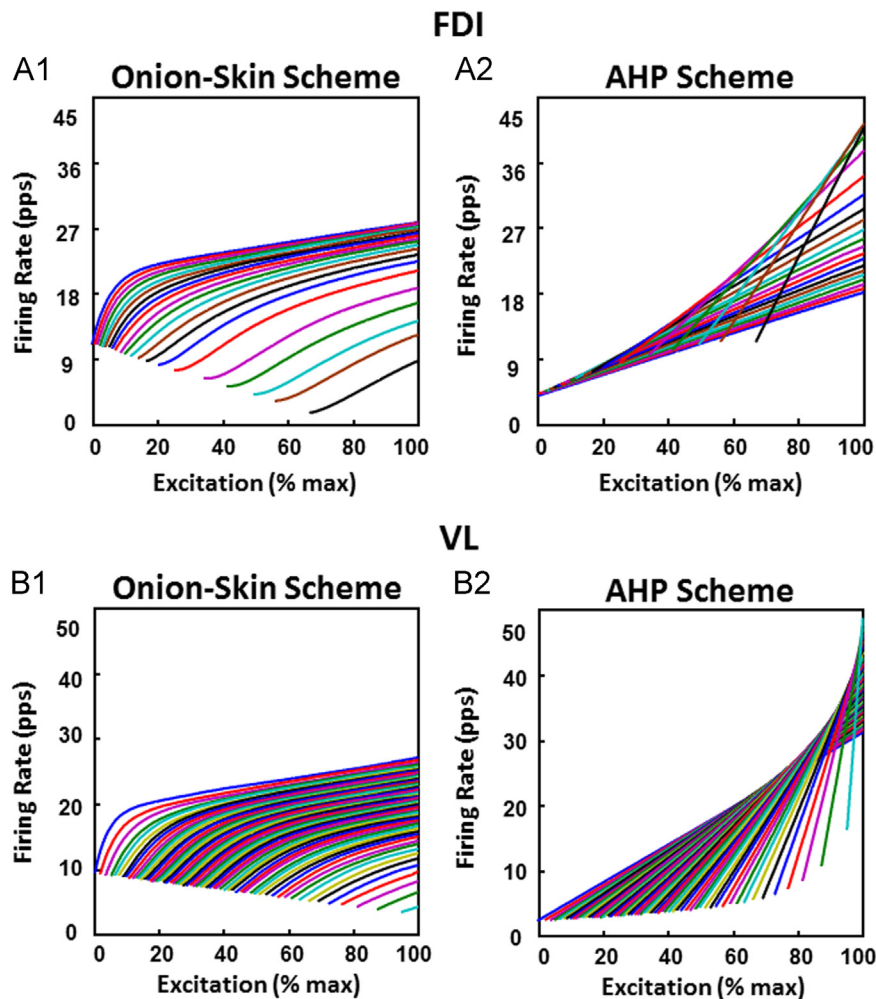 FDI
A1
Onion-Skin Scheme
Firing Rate (pps)
45
36
27
18
9
0
0 20 40 60 80 100
Excitation (% max)
A2
AHP Scheme
Firing Rate (pps)
45
36
27
18
9
0
0 20 40 60 80 100
Excitation (% max)
VL
B1
Onion-Skin Scheme
Firing Rate (pps)
50
40
30
20
10
0
0 20 40 60 80 100
Excitation (% max)
B2
AHP Scheme
Firing Rate (pps)
50
40
30
20
10
0
0 20 40 60 80 100
Excitation (% max)